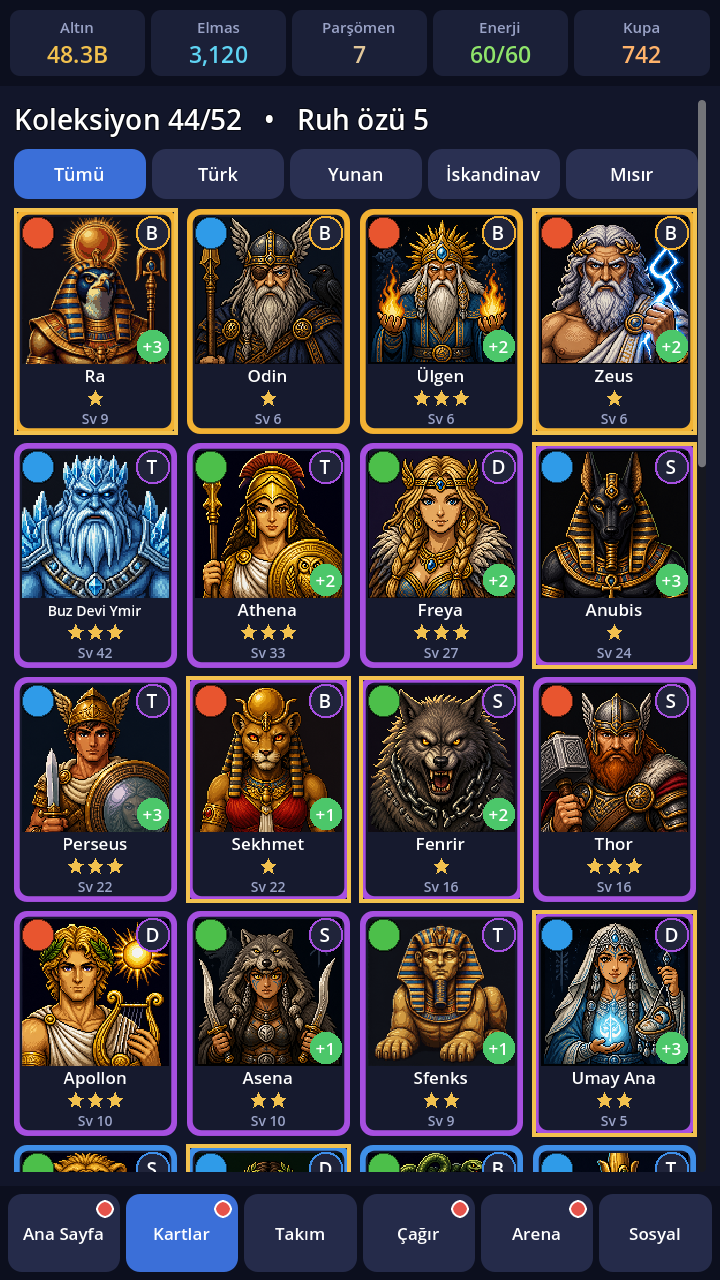 Altın Elmas Parşömen Enerji Kupa
48.3B 3,120 7 60/60 742
Koleksiyon 44/52 • Ruh özü 5
Tümü Türk Yunan İskandinav Mısır
B B B B
+3 +2 +2
Ra Odin Ülgen Zeus
Sv 9 Sv 6 Sv 6 Sv 6
T T D S
+2 +2 +3
Buz Devi Ymir Athena Freya Anubis
Sv 42 Sv 33 Sv 27 Sv 24
T B S S
+3 +1 +2
Perseus Sekhmet Fenrir Thor
Sv 22 Sv 22 Sv 16 Sv 16
D S T D
+1 +1 +3
Apollon Asena Sfenks Umay Ana
Sv 10 Sv 10 Sv 9 Sv 5
S D B T
Ana Sayfa Kartlar Takım Çağır Arena Sosyal